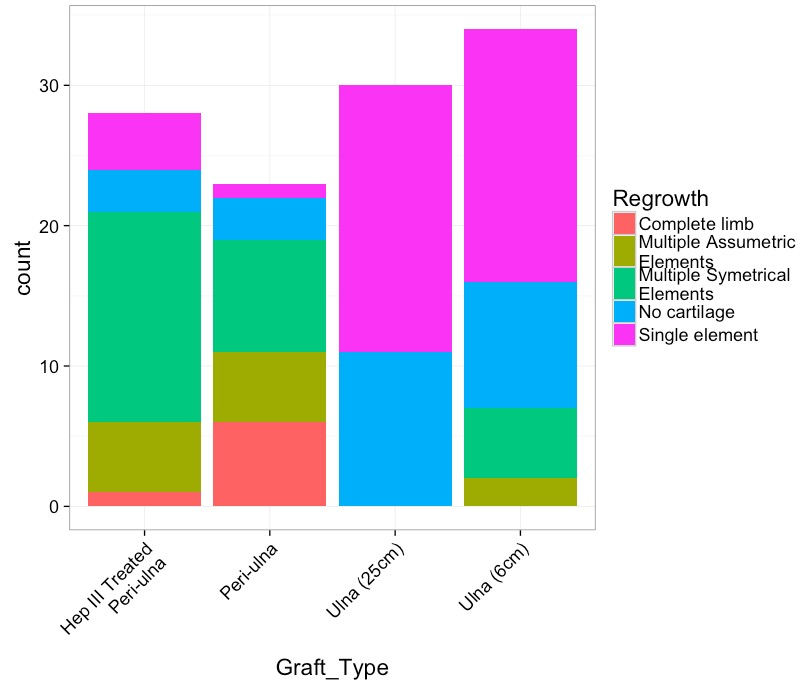 30
20
10
0
count
Hep III Treated
Peri-ulna
Peri-ulna
Ulna (25cm)
Ulna (6cm)
Graft_Type
Regrowth
Complete limb
Multiple Assumetric
Elements
Multiple Symetrical
Elements
No cartilage
Single element